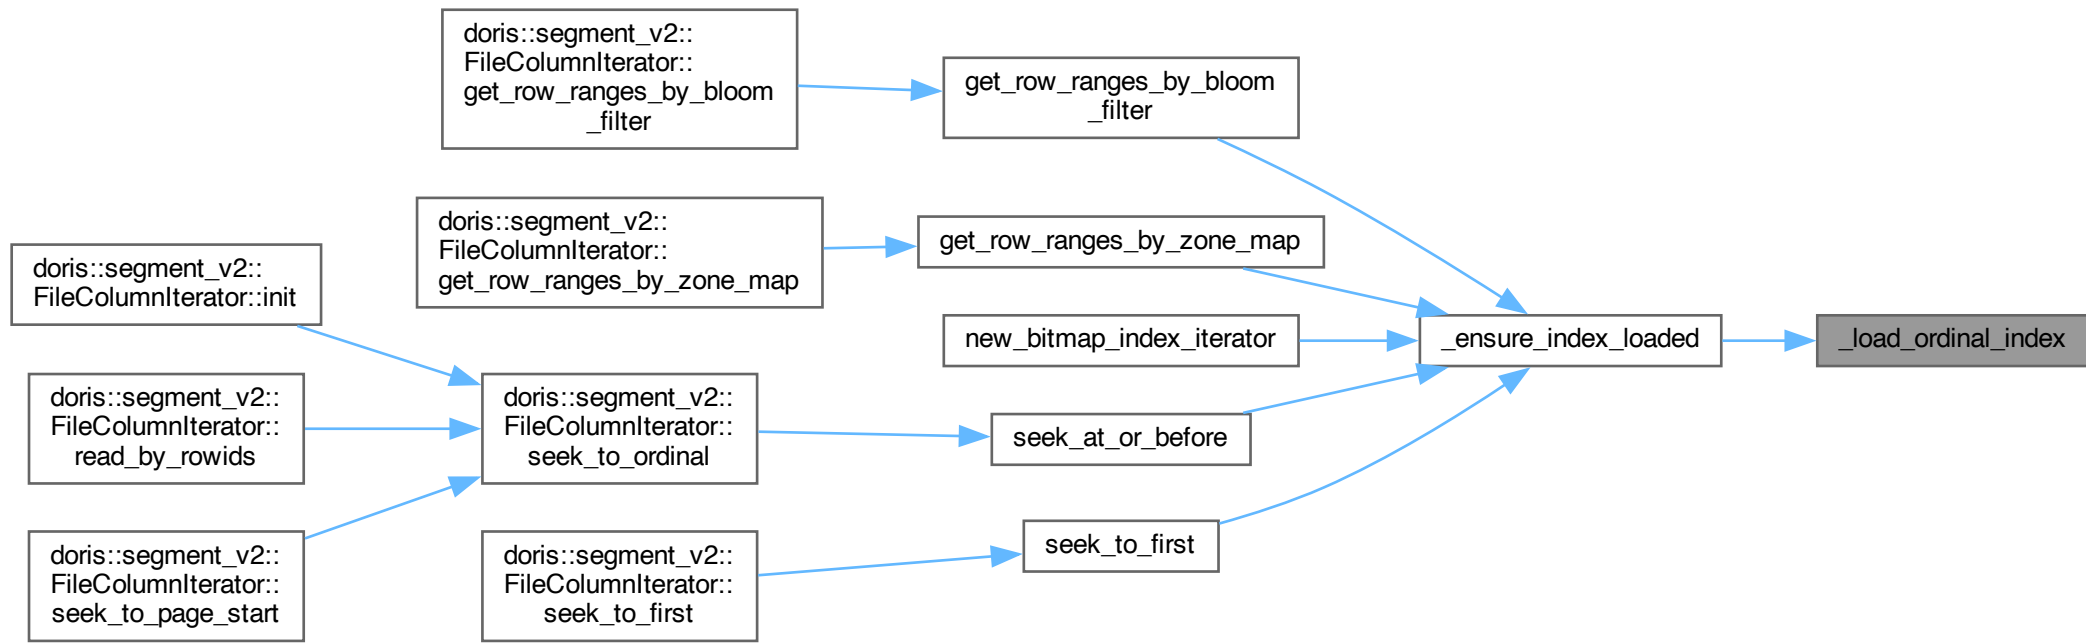 doris::segment_v2::
FileColumnIterator::
get_row_ranges_by_bloom
_filter
get_row_ranges_by_bloom
_filter
doris::segment_v2::
FileColumnIterator::
get_row_ranges_by_zone_map
get_row_ranges_by_zone_map
doris::segment_v2::
FileColumnIterator::init
new_bitmap_index_iterator
_ensure_index_loaded
_load_ordinal_index
doris::segment_v2::
FileColumnIterator::
read_by_rowids
doris::segment_v2::
FileColumnIterator::
seek_to_ordinal
seek_at_or_before
doris::segment_v2::
FileColumnIterator::
seek_to_page_start
doris::segment_v2::
FileColumnIterator::
seek_to_first
seek_to_first